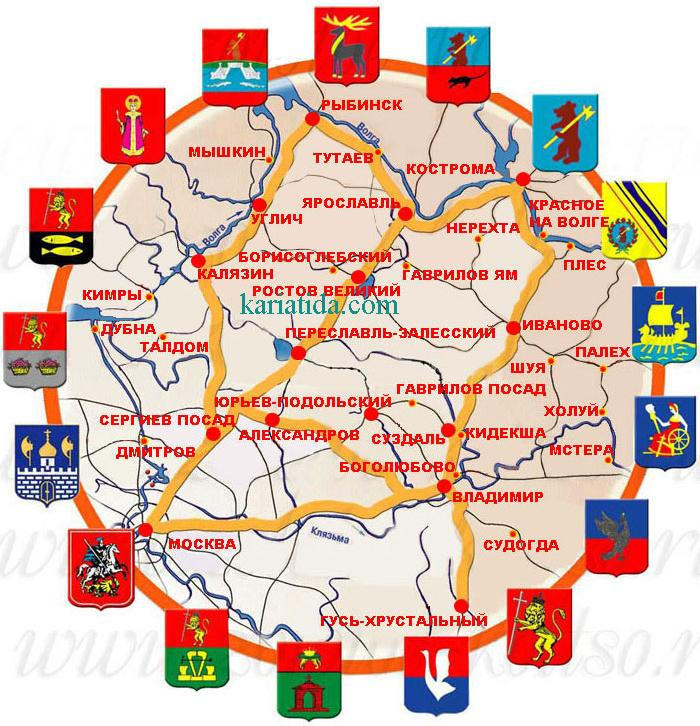 РЫБИНСК
Волга
МЫШКИН
ТУТАЕВ
КОСТРОМА
УГЛИЧ
ЯРОСЛАВЛЬ
КРАСНОЕ
НА ВОЛГЕ
Волга
НЕРЕХТА
БОРИСОГЛЕБСКИЙ
ПЛЕС
КАЛЯЗИН
ГАВРИЛОВ ЯМ
РОСТОВ ВЕЛИКИЙ
КИМРЫ
kariatida.com
ДУБНА
ПЕРЕСЛАВЛЬ-ЗАЛЕССКИЙ
ИВАНОВО
ТАЛДОМ
ПАЛЕХ
ШУЯ
ГАВРИЛОВ ПОСАД
ЮРЬЕВ-ПОДОЛЬСКИЙ
ХОЛУЙ
СЕРГИЕВ ПОСАД
АЛЕКСАНДРОВ
СУЗДАЛЬ
КИДЕКША
ДМИТРОВ
МСТЕРА
БОГОЛЮБОВО
ВЛАДИМИР
Клязьма
МОСКВА
СУДОГДА
ГУСЬ-ХРУСТАЛЬНЫЙ